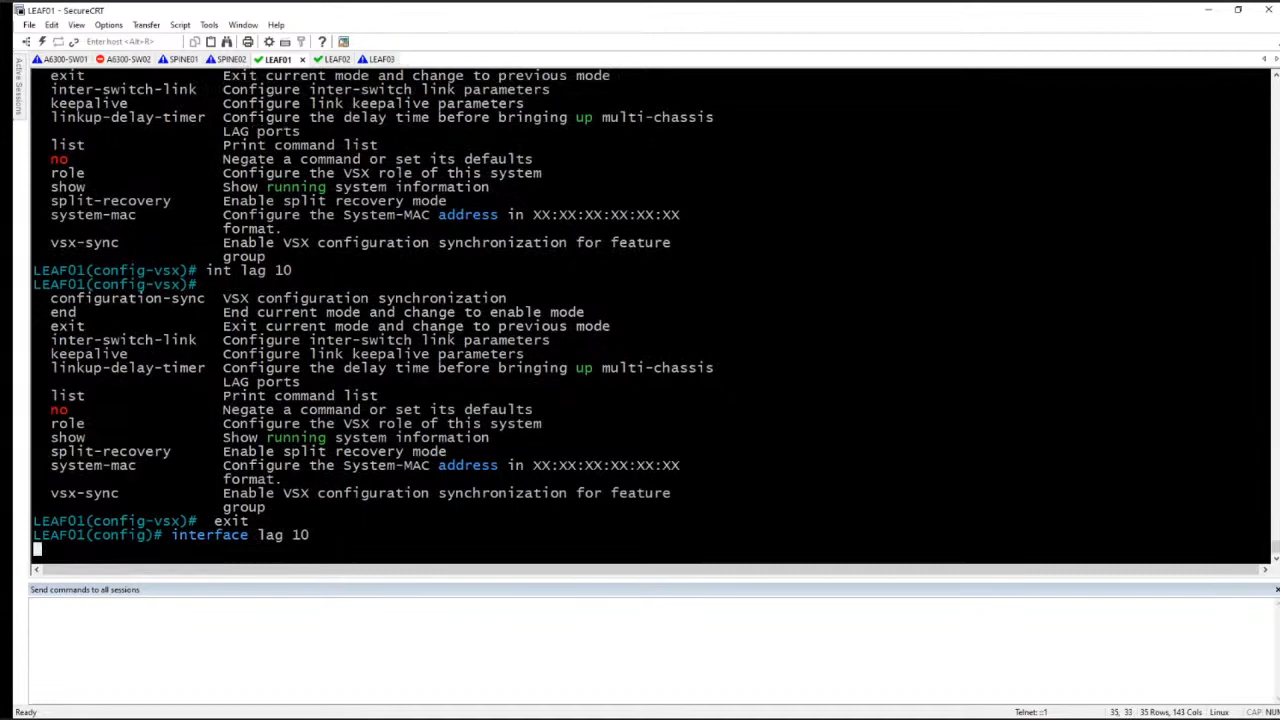 LEAF01 - SecureCRT
File Edit View Options Transfer Script Tools Window Help
Enter host <Alt+R>
A6300-SW01 A6300-SW02 SPINE01 SPINE02 LEAF01 LEAF02 LEAF03
Active Sessions
exit Exit current mode and change to previous mode
inter-switch-link Configure inter-switch link parameters
keepalive Configure link keepalive parameters
linkup-delay-timer Configure the delay time before bringing up multi-chassis
LAG ports
list Print command list
no Negate a command or set its defaults
role Configure the VSX role of this system
show Show running system information
split-recovery Enable split recovery mode
system-mac Configure the System-MAC address in XX:XX:XX:XX:XX:XX
format.
vsx-sync Enable VSX configuration synchronization for feature
group
LEAF01(config-vsx)# int lag 10
LEAF01(config-vsx)#
configuration-sync VSX configuration synchronization
end End current mode and change to enable mode
exit Exit current mode and change to previous mode
inter-switch-link Configure inter-switch link parameters
keepalive Configure link keepalive parameters
linkup-delay-timer Configure the delay time before bringing up multi-chassis
LAG ports
list Print command list
no Negate a command or set its defaults
role Configure the VSX role of this system
show Show running system information
split-recovery Enable split recovery mode
system-mac Configure the System-MAC address in XX:XX:XX:XX:XX:XX
format.
vsx-sync Enable VSX configuration synchronization for feature
group
LEAF01(config-vsx)# exit
LEAF01(config)# interface lag 10
Send commands to all sessions
Ready Telnet: ::1 35, 33 35 Rows, 143 Cols Linux CAP NUM